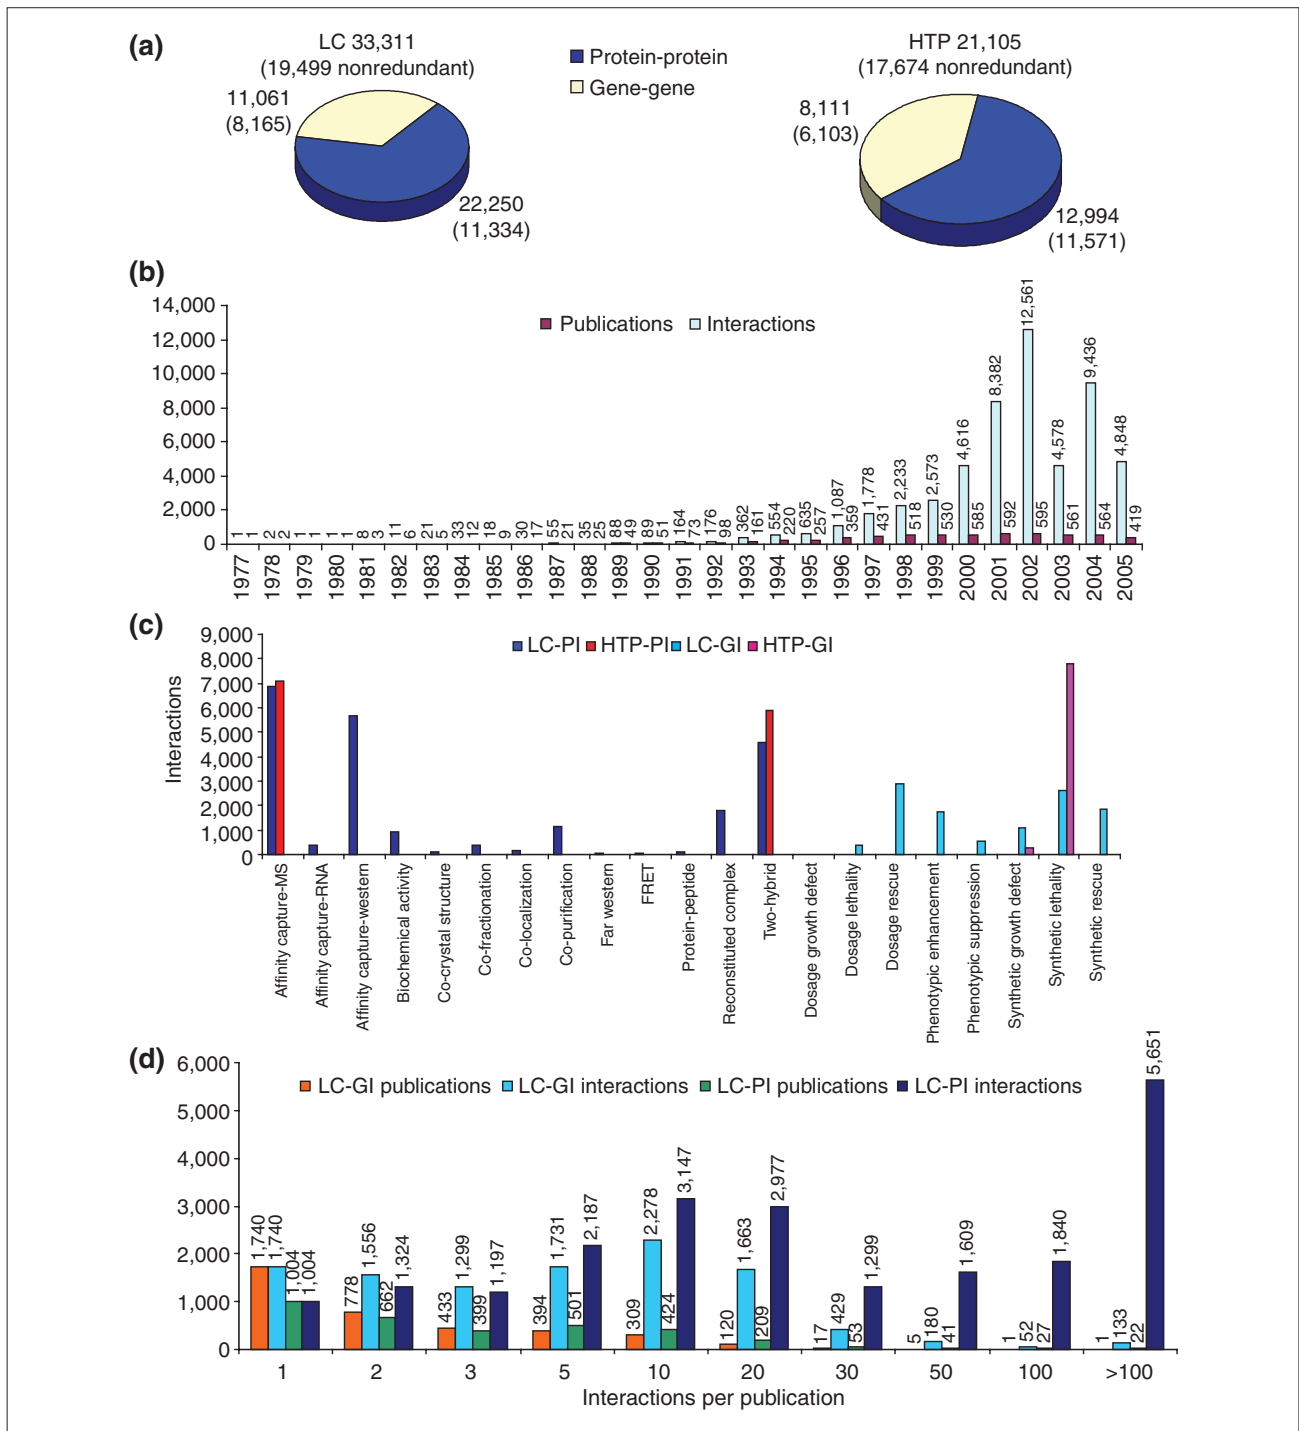 (a)
LC 33,311
(19,499 nonredundant)
11,061
(8,165)
22,250
(11,334)
Protein-protein
Gene-gene
HTP 21,105
(17,674 nonredundant)
8,111
(6,103)
12,994
(11,571)
(b)
14,000
12,000
10,000
8,000
6,000
4,000
2,000
0
Publications Interactions
1 1 2 2 1 1 1 1 8 3 11 6 21 5 33 12 18 9 30 17 55 21 35 25 88 49 89 51 164 73 176 98 362 161 554 220 635 257 1,087 359 1,778 431 2,233 518 2,573 530 4,616 585 8,382 592 12,561 595 4,578 561 9,436 564 4,848 419
1977 1978 1979 1980 1981 1982 1983 1984 1985 1986 1987 1988 1989 1990 1991 1992 1993 1994 1995 1996 1997 1998 1999 2000 2001 2002 2003 2004 2005
(c)
Interactions
9,000
8,000
7,000
6,000
5,000
4,000
3,000
2,000
1,000
0
LC-PI HTP-PI LC-GI HTP-GI
Affinity capture-MS
Affinity capture-RNA
Affinity capture-western
Biochemical activity
Co-crystal structure
Co-fractionation
Co-localization
Co-purification
Far western
FRET
Protein-peptide
Reconstituted complex
Two-hybrid
Dosage growth defect
Dosage lethality
Dosage rescue
Phenotypic enhancement
Phenotypic suppression
Synthetic growth defect
Synthetic lethality
Synthetic rescue
(d)
6,000
5,000
4,000
3,000
2,000
1,000
0
LC-GI publications LC-GI interactions LC-PI publications LC-PI interactions
1,740 1,740 1,004 1,004
778 1,556 662 1,324
433 1,299 399 1,197
394 1,731 501 2,187
309 2,278 424 3,147
120 1,663 209 2,977
17 429 53 1,299
5 180 41 1,609
1 52 27 1,840
1 133 22 5,651
1 2 3 5 10 20 30 50 100 >100
Interactions per publication